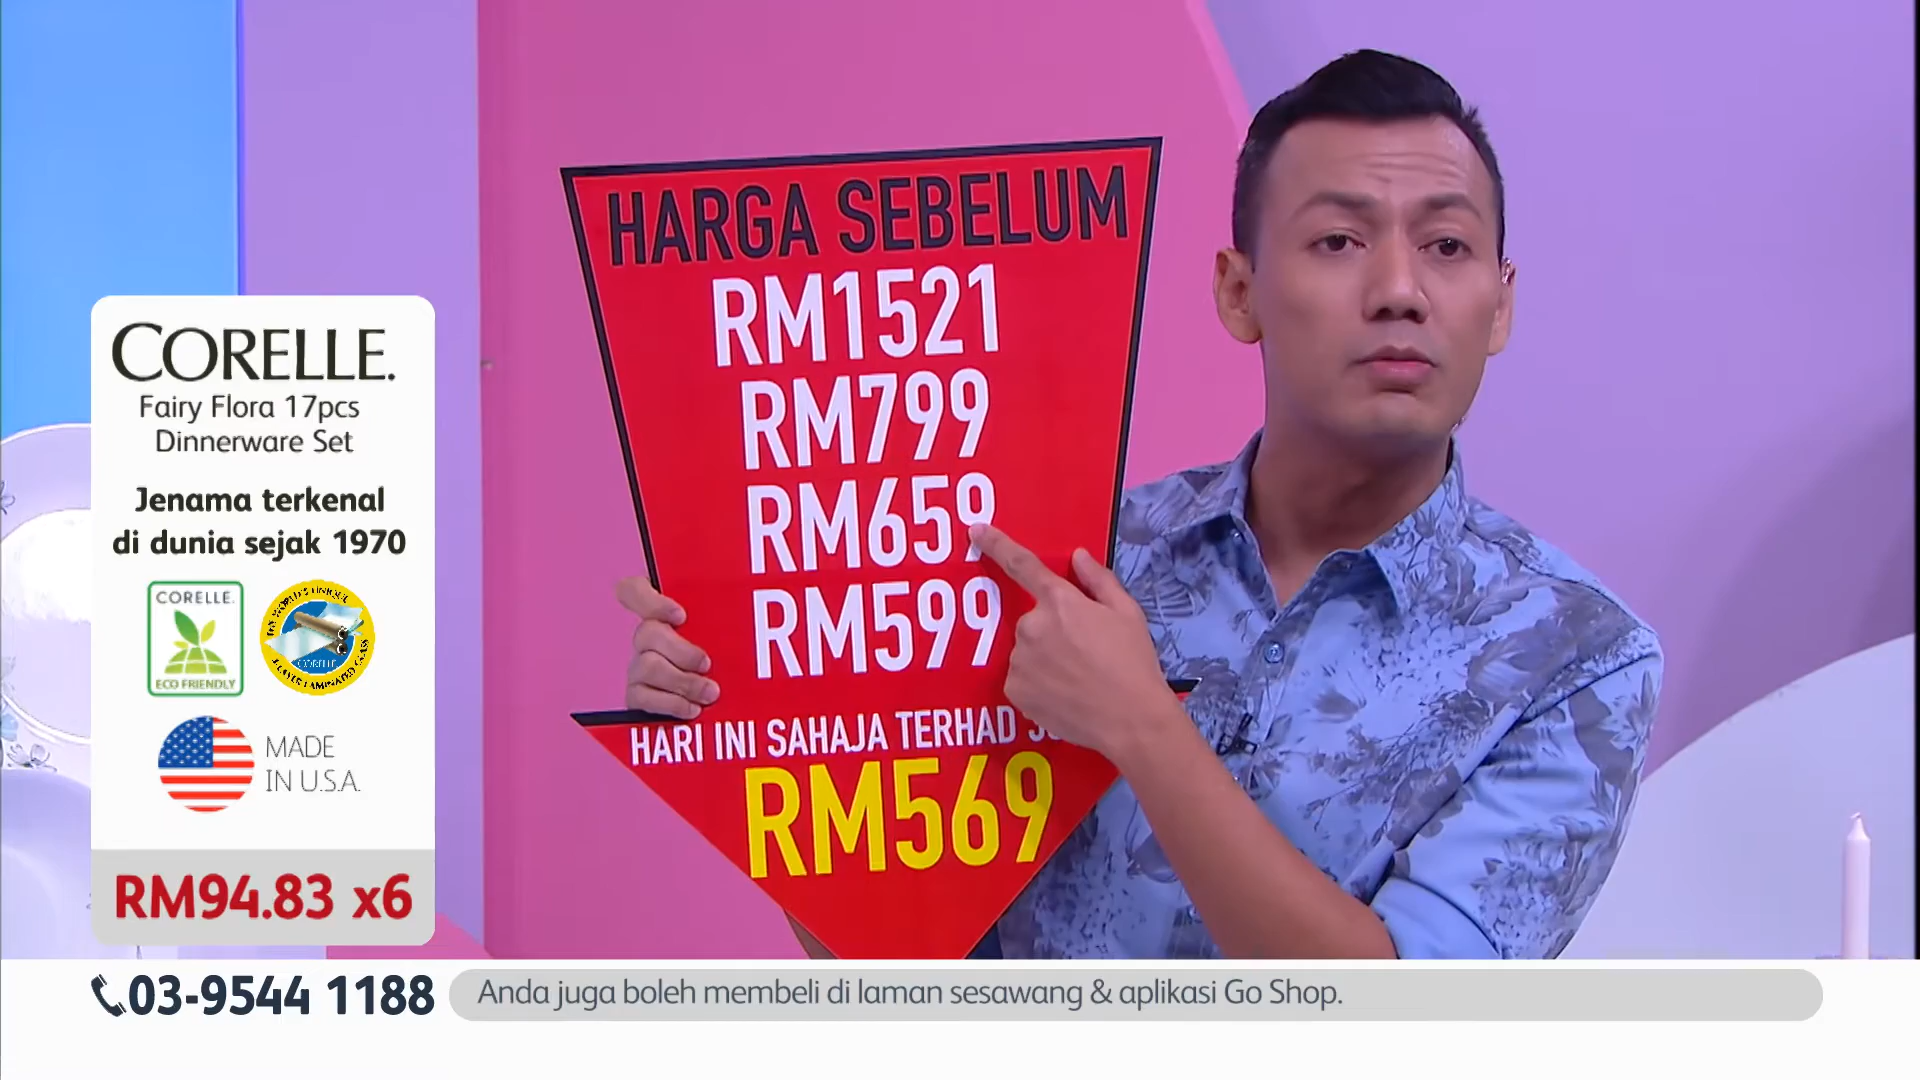 HARGA SEBELUM
RM1521
RM799
RM659
RM599
HARI INI SAHAJA TERHAD
RM569
CORELLE.
Fairy Flora 17pcs
Dinnerware Set
Jenama terkenal
di dunia sejak 1970
CORELLE.
ECO FRIENDLY
CORELLE
MADE
IN U.S.A.
RM94.83 x6
03-9544 1188
Anda juga boleh membeli di laman sesawang & aplikasi Go Shop.